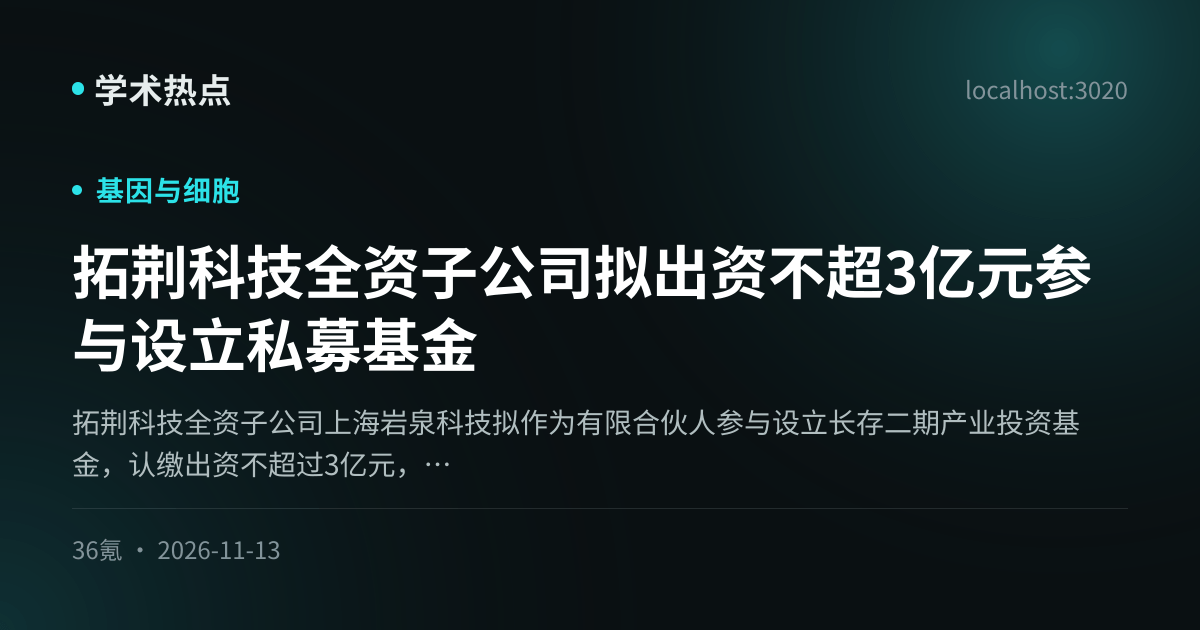 学术热点
localhost:3020
基因与细胞
拓荆科技全资子公司拟出资不超3亿元参
与设立私募基金
拓荆科技全资子公司上海岩泉科技拟作为有限合伙人参与设立长存二期产业投资基
金，认缴出资不超过3亿元，…
36氪 · 2026-11-13